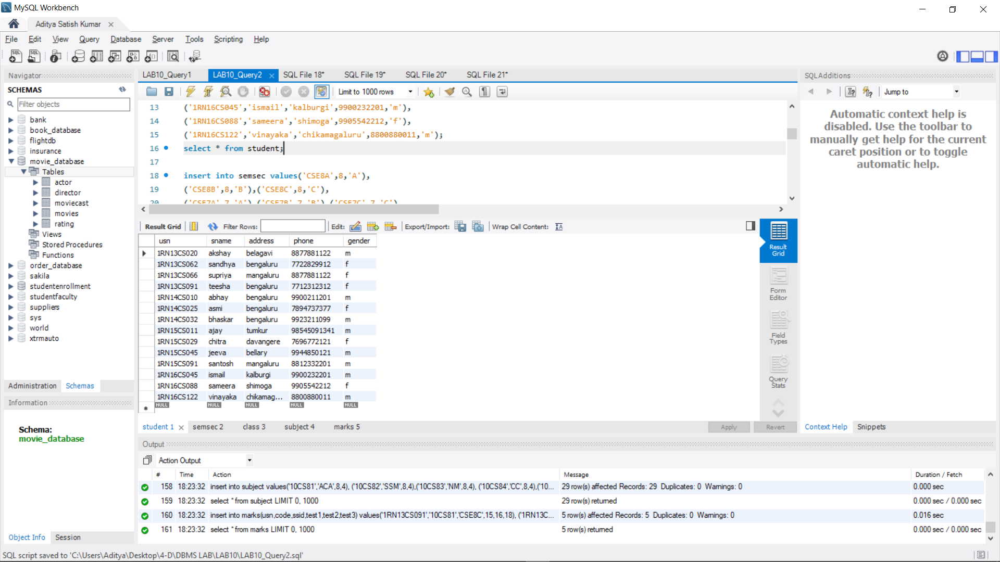 MySQL Workbench
Aditya Satish Kumar
File Edit View Query Database Server Tools Scripting Help
Navigator
SCHEMAS
Filter objects
bank
book_database
flightdb
insurance
movie_database
Tables
actor
director
moviecast
movies
rating
Views
Stored Procedures
Functions
order_database
sakila
studentenrollment
studentfaculty
suppliers
sys
world
xtrmauto
Administration Schemas
Information
Schema:
movie_database
Object Info Session
LAB10_Query1 LAB10_Query2 SQL File 18* SQL File 19* SQL File 20* SQL File 21*
Limit to 1000 rows
13 ('1RN16CS045','ismail','kalburgi',9900232201,'m'),
14 ('1RN16CS088','sameera','shimoga',9905542212,'f'),
15 ('1RN16CS122','vinayaka','chikamagaluru',8800880011,'m');
16 select * from student;
17
18 insert into semsec values('CSE8A',8,'A'),
19 ('CSE8B',8,'B'),('CSE8C',8,'C'),
20 ('CSE7A',7,'A'),('CSE7B',7,'B'),('CSE7C',7,'C')
Result Grid Filter Rows: Edit: Export/Import: Wrap Cell Content:
usn sname address phone gender
1RN13CS020 akshay belagavi 8877881122 m
1RN13CS062 sandhya bengaluru 7722829912 f
1RN13CS066 supriya mangaluru 8877881122 f
1RN13CS091 teesha bengaluru 7712312312 f
1RN14CS010 abhay bengaluru 9900211201 m
1RN14CS025 asmi bengaluru 7894737377 f
1RN14CS032 bhaskar bengaluru 9923211099 m
1RN15CS011 ajay tumkur 98545091341 m
1RN15CS029 chitra davangere 7696772121 f
1RN15CS045 jeeva bellary 9944850121 m
1RN15CS091 santosh mangaluru 8812332201 m
1RN16CS045 ismail kalburgi 9900232201 m
1RN16CS088 sameera shimoga 9905542212 f
1RN16CS122 vinayaka chikamag... 8800880011 m
NULL NULL NULL NULL NULL
Result
Grid
Form
Editor
Field
Types
Query
Stats
student 1 semsec 2 class 3 subject 4 marks 5
Apply Revert
SQLAdditions
Jump to
Automatic context help is
disabled. Use the toolbar to
manually get help for the current
caret position or to toggle
automatic help.
Context Help Snippets
Output
Action Output
# Time Action Message Duration / Fetch
158 18:23:32 insert into subject values('10CS81','ACA',8,4), ('10CS82','SSM',8,4),('10CS83','NM',8,4), ('10CS84','CC',8,4),('10... 29 row(s) affected Records: 29 Duplicates: 0 Warnings: 0 0.000 sec
159 18:23:32 select * from subject LIMIT 0, 1000 29 row(s) returned 0.000 sec / 0.000 sec
160 18:23:32 insert into marks(usn,code,ssid,test1,test2,test3) values('1RN13CS091','10CS81','CSE8C',15,16,18), ('1RN13C... 5 row(s) affected Records: 5 Duplicates: 0 Warnings: 0 0.016 sec
161 18:23:32 select * from marks LIMIT 0, 1000 5 row(s) returned 0.000 sec / 0.000 sec
SQL script saved to 'C:\Users\Aditya\Desktop\4-D\DBMS LAB\LAB10\LAB10_Query2.sql'